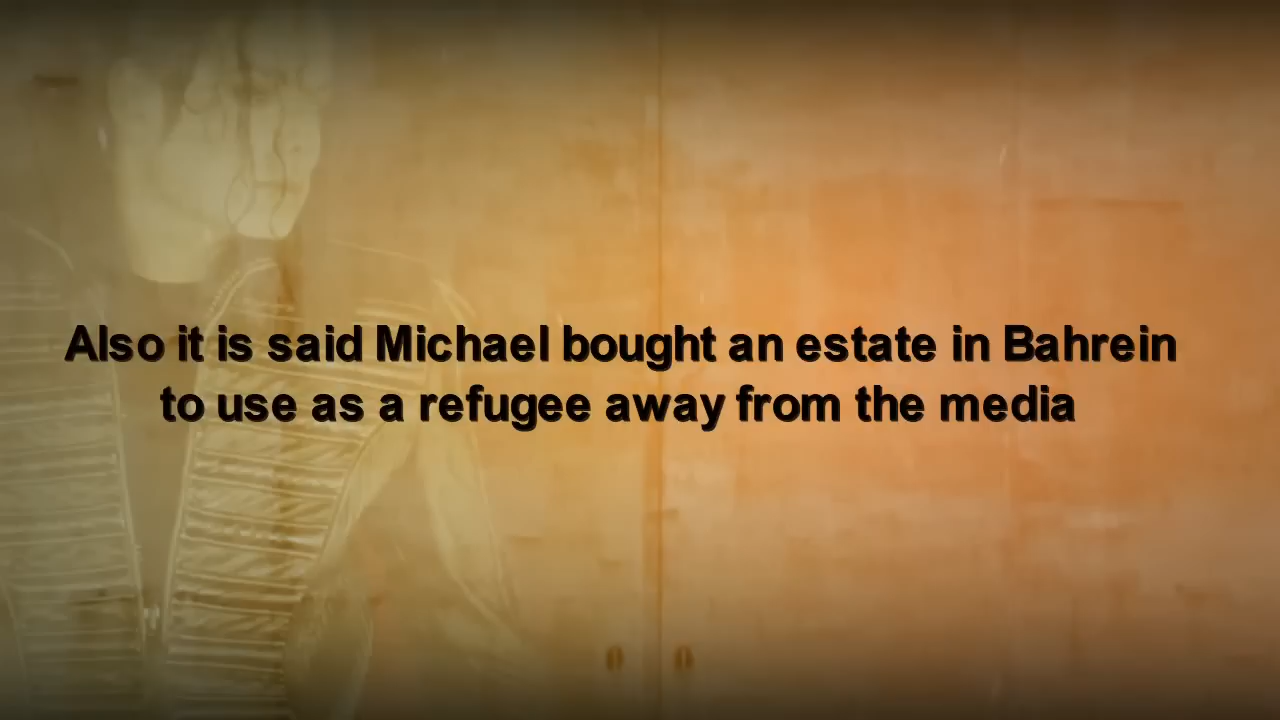 Also it is said Michael bought an estate in Bahrein
to use as a refugee away from the media